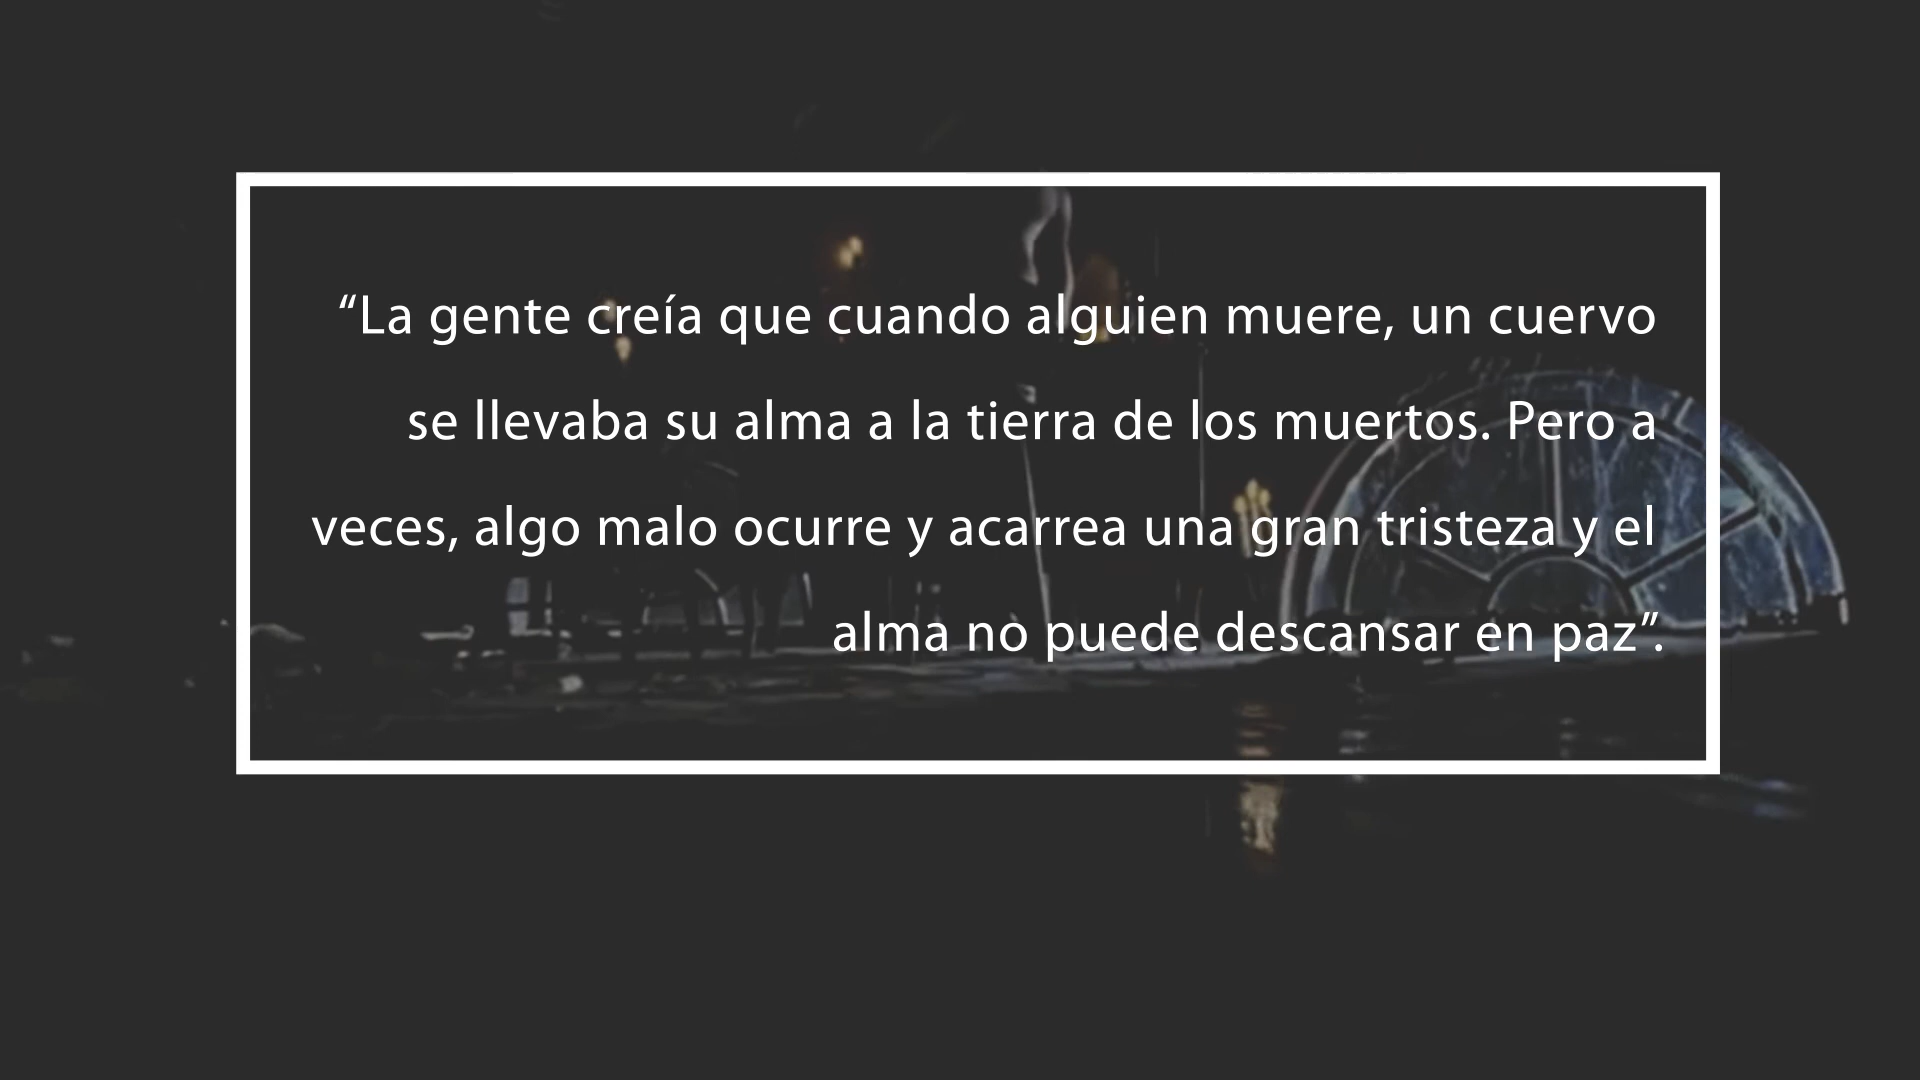 “La gente creía que cuando alguien muere, un cuervo
se llevaba su alma a la tierra de los muertos. Pero a
veces, algo malo ocurre y acarrea una gran tristeza y el
alma no puede descansar en paz”.